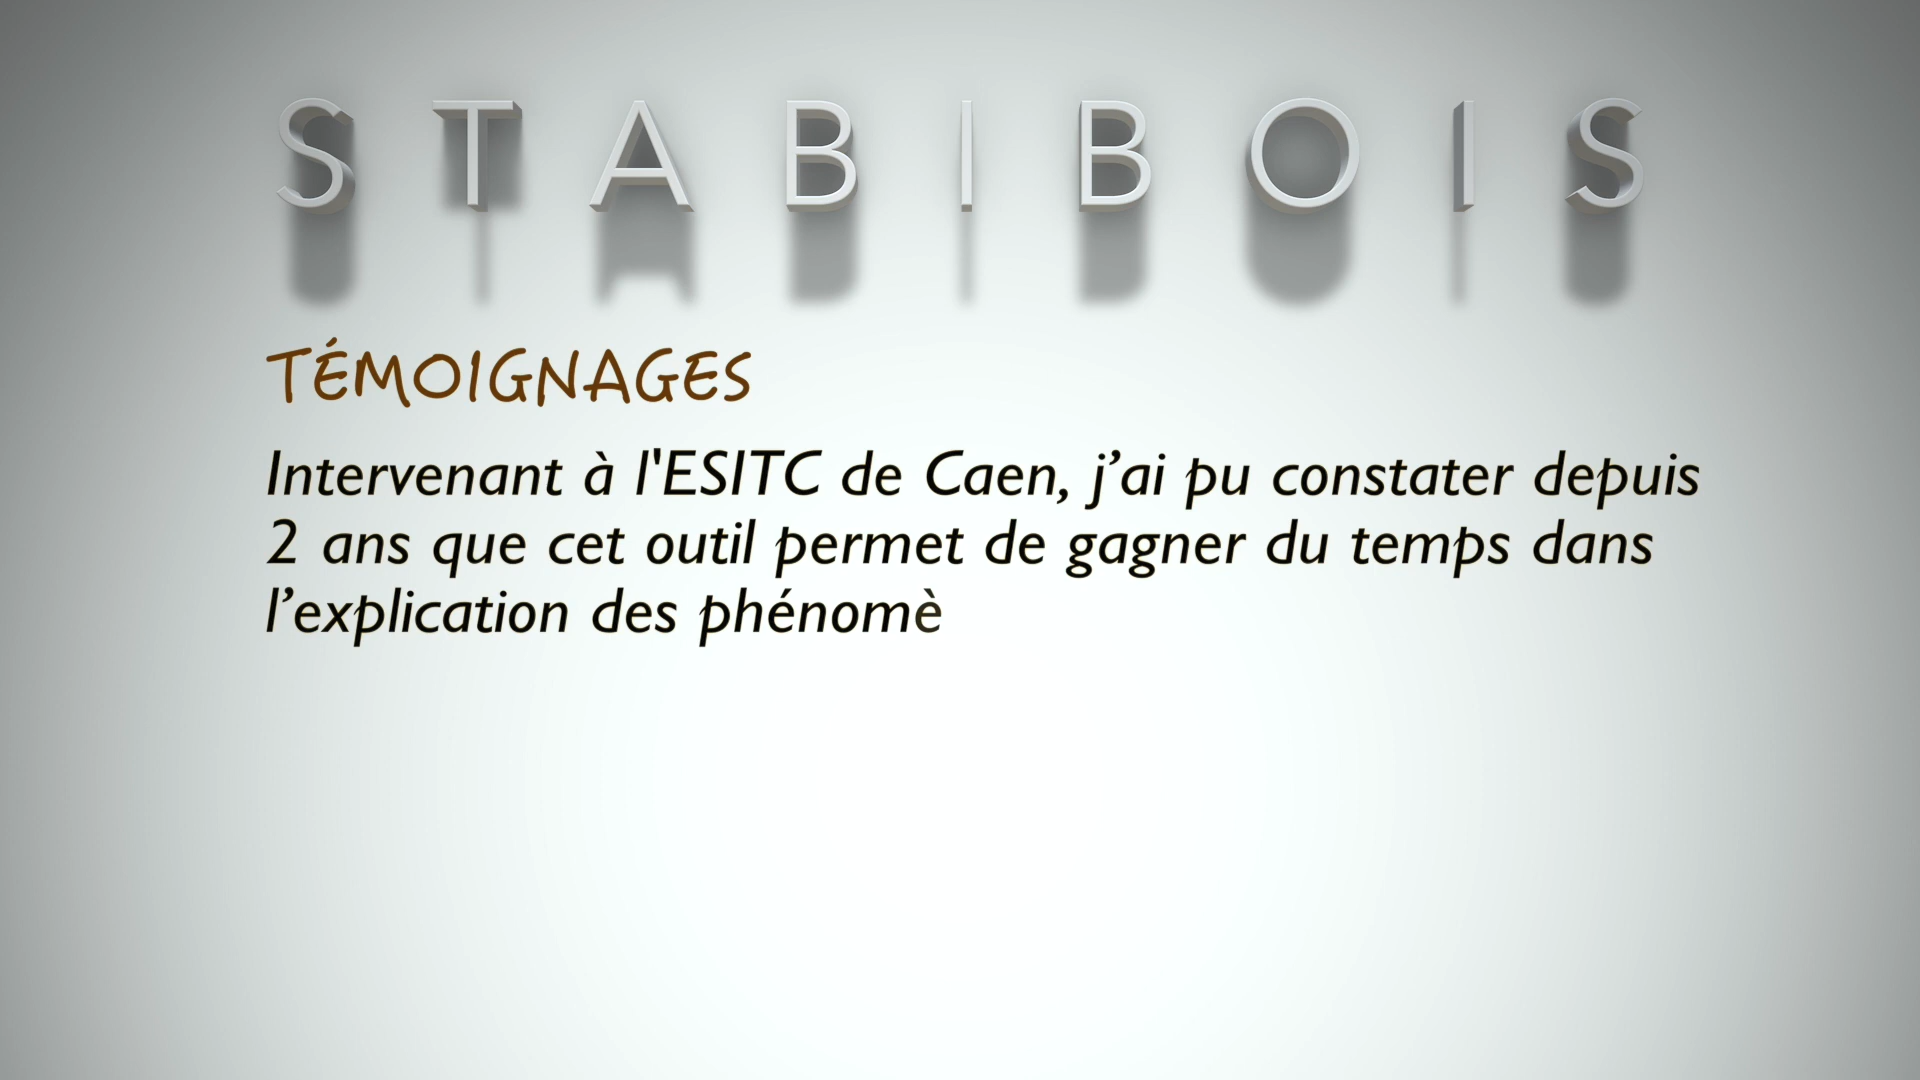 STABIBOIS
TÉMOIGNAGES
Intervenant à l'ESITC de Caen, j’ai pu constater depuis
2 ans que cet outil permet de gagner du temps dans
l’explication des phénomè